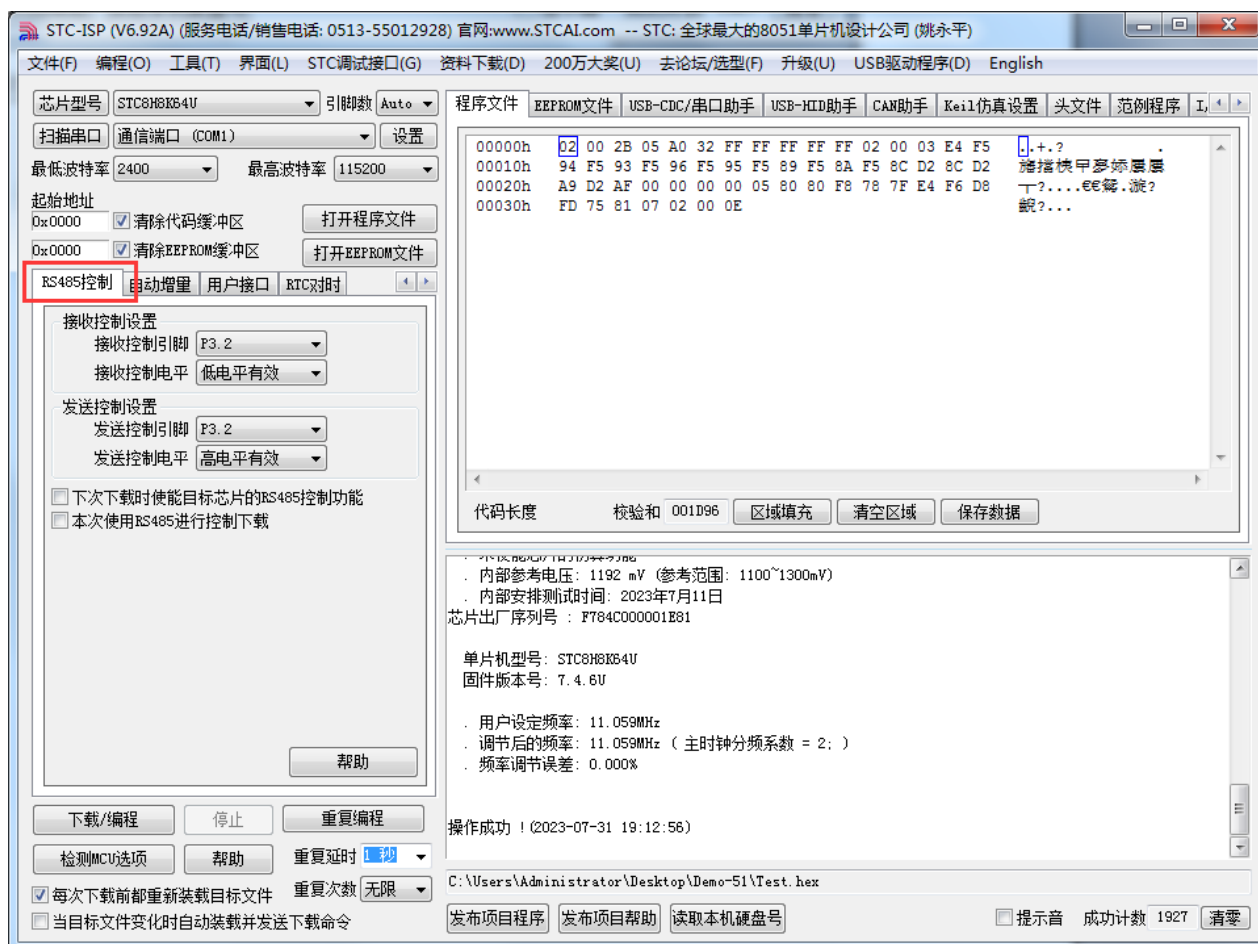 STC-ISP (V6.92A) (服务电话/销售电话: 0513-55012928) 官网:www.STCAI.com -- STC: 全球最大的8051单片机设计公司 (姚永平)
文件(F) 编程(O) 工具(T) 界面(L) STC调试接口(G) 资料下载(D) 200万大奖(U) 去论坛/选型(F) 升级(U) USB驱动程序(D) English
芯片型号 STC8H8K64U 引脚数 Auto
扫描串口 通信端口 (COM1) 设置
最低波特率 2400 最高波特率 115200
起始地址
0x0000 清除代码缓冲区 打开程序文件
0x0000 清除EEPROM缓冲区 打开EEPROM文件
RS485控制 自动增量 用户接口 RTC对时
接收控制设置
接收控制引脚 P3.2
接收控制电平 低电平有效
发送控制设置
发送控制引脚 P3.2
发送控制电平 高电平有效
下次下载时使能目标芯片的RS485控制功能
本次使用RS485进行控制下载
帮助
下载/编程 停止 重复编程
检测MCU选项 帮助 重复延时 1 秒
每次下载前都重新装载目标文件 重复次数 无限
当目标文件变化时自动装载并发送下载命令
程序文件 EEPROM文件 USB-CDC/串口助手 USB-HID助手 CAN助手 Keil仿真设置 头文件 范例程序
00000h 02 00 2B 05 A0 32 FF FF FF FF FF 02 00 03 E4 F5 ..+.?
00010h 94 F5 93 F5 96 F5 95 F5 89 F5 8A F5 8C D2 8C D2
00020h A9 D2 AF 00 00 00 00 05 80 80 F8 78 7F E4 F6 D8
00030h FD 75 81 07 02 00 0E
代码长度 校验和 001D96 区域填充 清空区域 保存数据
. 内部参考电压: 1192 mV (参考范围: 1100~1300mV)
. 内部安排测试时间: 2023年7月11日
芯片出厂序列号 : F784C000001E81
单片机型号: STC8H8K64U
固件版本号: 7.4.6U
. 用户设定频率: 11.059MHz
. 调节后的频率: 11.059MHz ( 主时钟分频系数 = 2; )
. 频率调节误差: 0.000%
操作成功 !(2023-07-31 19:12:56)
C:\Users\Administrator\Desktop\Demo-51\Test.hex
发布项目程序 发布项目帮助 读取本机硬盘号 提示音 成功计数 1927 清零